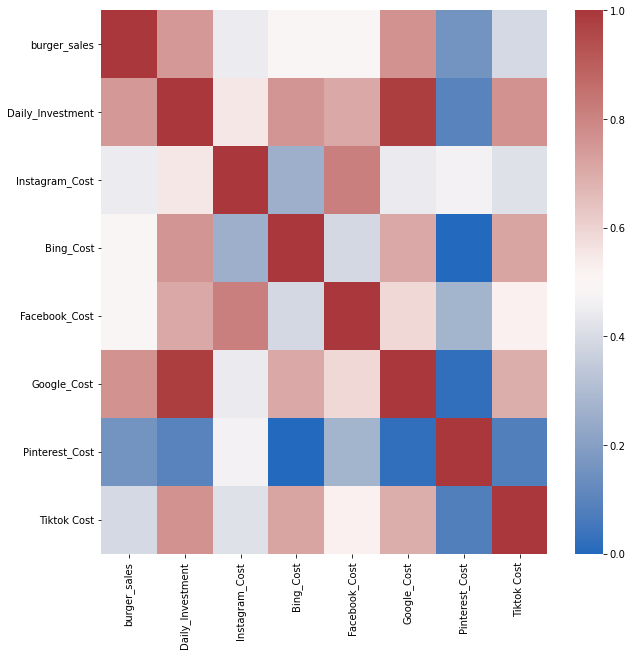 burger_sales
Daily_Investment
Instagram_Cost
Bing_Cost
Facebook_Cost
Google_Cost
Pinterest_Cost
Tiktok Cost
burger_sales
Daily_Investment
Instagram_Cost
Bing_Cost
Facebook_Cost
Google_Cost
Pinterest_Cost
Tiktok Cost
1.0
0.8
0.6
0.4
0.2
0.0